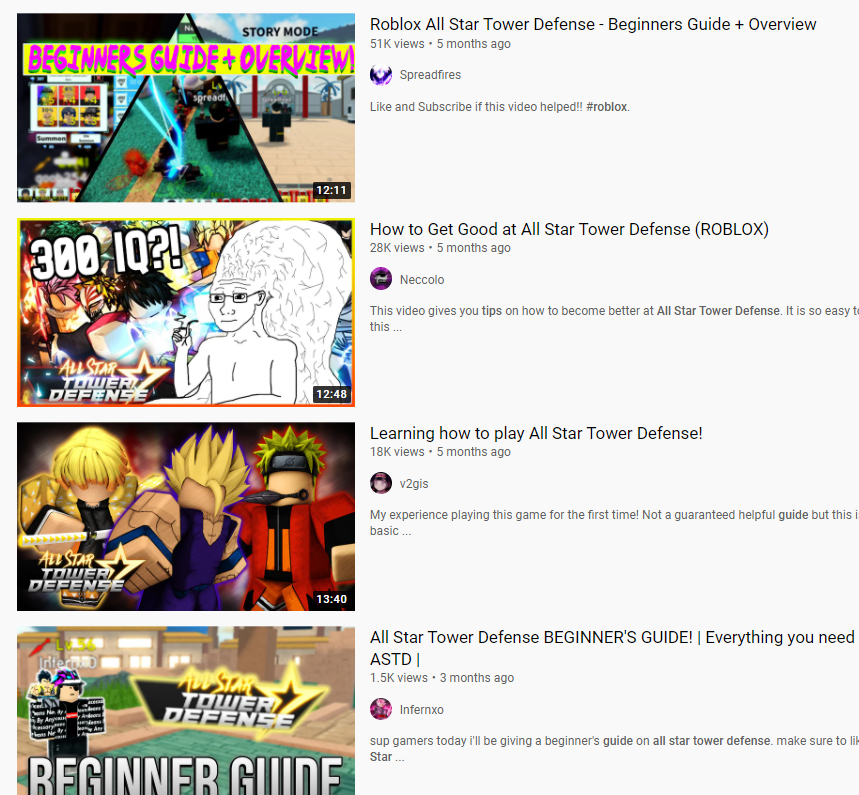 STORY MODE
BEGINNERS GUIDE + OVERVIEW!
spreadf
Summon
12:11
Roblox All Star Tower Defense - Beginners Guide + Overview
51K views • 5 months ago
Spreadfires
Like and Subscribe if this video helped!! #roblox.
300 IQ?!
ALL STAR
TOWER
DEFENSE
12:48
How to Get Good at All Star Tower Defense (ROBLOX)
28K views • 5 months ago
Neccolo
This video gives you tips on how to become better at All Star Tower Defense. It is so easy to
this ...
ALL STAR
TOWER
DEFENSE
13:40
Learning how to play All Star Tower Defense!
18K views • 5 months ago
v2gis
My experience playing this game for the first time! Not a guaranteed helpful guide but this i
basic ...
Lv.56
InfernxO
ALL STAR
TOWER
DEFENSE
BEGINNER GUIDE
All Star Tower Defense BEGINNER'S GUIDE! | Everything you need
ASTD |
1.5K views • 3 months ago
Infernxo
sup gamers today i'll be giving a beginner's guide on all star tower defense. make sure to lik
Star ...